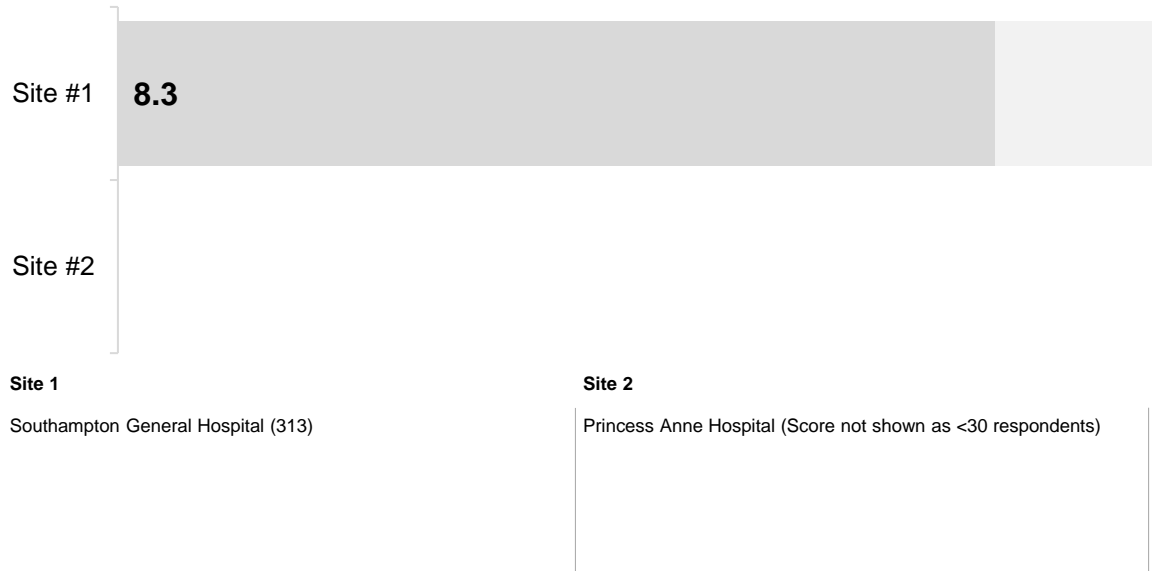 Site #1
8.3
Site #2
Site 1
Site 2
Southampton General Hospital (313)
Princess Anne Hospital (Score not shown as <30 respondents)